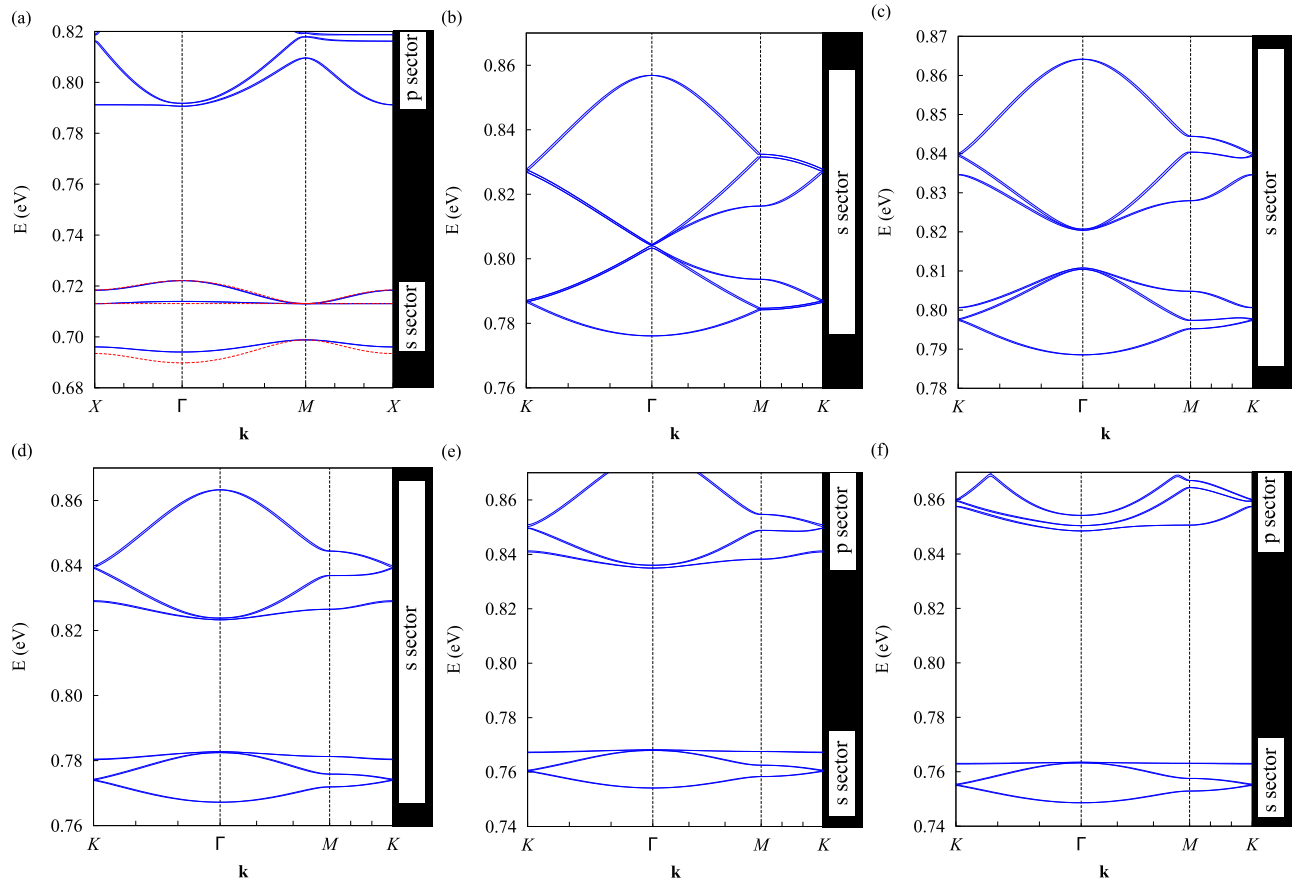 (a)
0.82
0.80
0.78
0.76
0.74
0.72
0.70
0.68
E (eV)
X Γ M X
k
p sector
s sector
(b)
0.86
0.84
0.82
0.80
0.78
0.76
E (eV)
K Γ M K
k
s sector
(c)
0.87
0.86
0.85
0.84
0.83
0.82
0.81
0.80
0.79
0.78
E (eV)
K Γ M K
k
s sector
(d)
0.86
0.84
0.82
0.80
0.78
0.76
E (eV)
K Γ M K
k
s sector
(e)
0.86
0.84
0.82
0.80
0.78
0.76
0.74
E (eV)
K Γ M K
k
p sector
s sector
(f)
0.86
0.84
0.82
0.80
0.78
0.76
0.74
E (eV)
K Γ M K
k
p sector
s sector